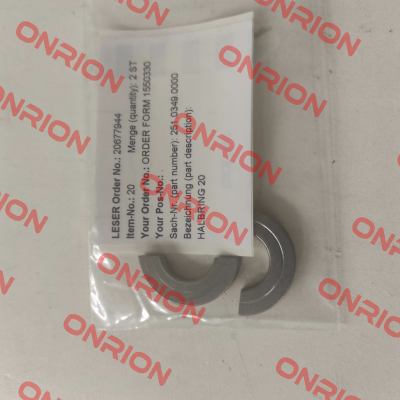 LESER Order No.: 20677944
Item-No.: 20 Menge (quantity): 2 ST
Your Order No.: ORDER FORM 1550330
Your Pos-No.: .
Sach-Nr. (part number): 251.0349.0000
Bezeichnung (part description):
HALBRING 20
ONRION
ONRION
ONRION
ONRION
ONRION
ONRION
ONRION
ONRION
ONRION
ONRION